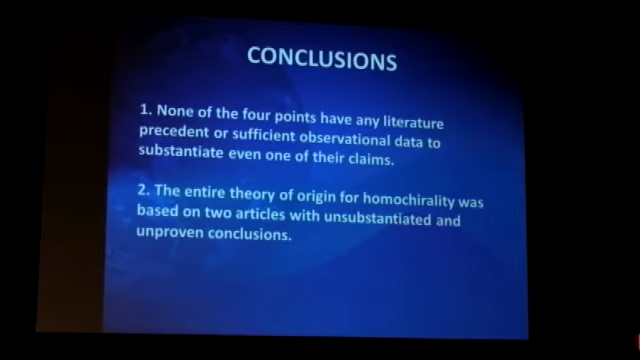 CONCLUSIONS
1. None of the four points have any literature
precedent or sufficient observational data to
substantiate even one of their claims.
2. The entire theory of origin for homochirality was
based on two articles with unsubstantiated and
unproven conclusions.